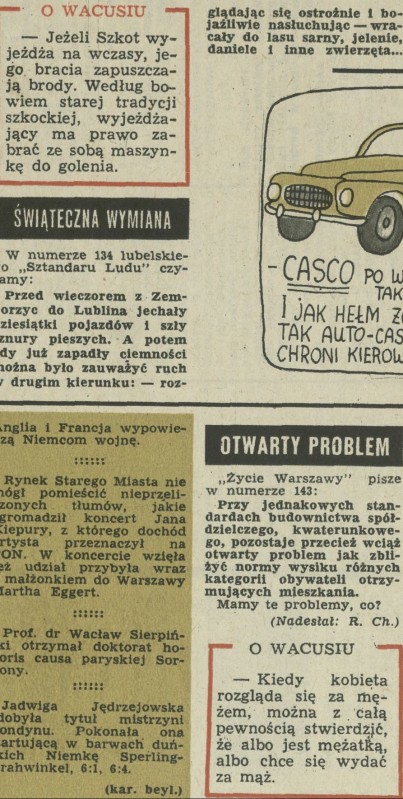 O WACUSIU
— Jeżeli Szkot wy-
jeżdża na wczasy, je-
go bracia zapuszcza-
ją brody. Według bo-
wiem starej tradycji
szkockiej, wyjeżdża-
jący ma prawo za-
brać ze sobą maszyn-
kę do golenia.
ŚWIĄTECZNA WYMIANA
W numerze 134 lubelskie-
o „Sztandaru Ludu" czy-
amy:
Przed wieczorem z Zem-
orzyc do Lublina jechały
ziesiątki pojazdów i szły
znury pieszych. A potem
dy już zapadły ciemności
ożna było zauważyć ruch
drugim kierunku: — roz-
glądając się ostrożnie i bo-
jaźliwie nasłuchując — wra-
cały do lasu sarny, jelenie,
daniele i inne zwierzęta...
- CASCO PO W
TAK
I JAK HEŁM
TAK AUTO-CAS
CHRONI KIEROW
Anglia i Francja wypowie-
zą Niemcom wojnę.
Rynek Starego Miasta nie
ógł pomieścić nieprzeli-
zonych tłumów, jakie
gromadził koncert Jana
Kiepury, z którego dochód
rtysta przeznaczył na
ON. W koncercie wzięła
eż udział przybyła wraz
małżonkiem do Warszawy
Martha Eggert.
Prof. dr Wacław Sierpiń-
ki otrzymał doktorat ho-
oris causa paryskiej Sor-
ony.
Jadwiga Jędrzejowska
dobyła tytuł mistrzyni
ondynu. Pokonała ona
artującą w barwach duń-
kich Niemkę Sperling-
rahwinkel, 6:1, 6:4.
(kar. beyl.)
OTWARTY PROBLEM
„Życie Warszawy" pisze
w numerze 143:
Przy jednakowych stan-
dardach budownictwa spół-
dzielczego, kwaterunkowe-
go, pozostaje przecież wciąż
otwarty problem jak zbli-
żyć normy wysiku różnych
kategorii obywateli otrzy-
mujących mieszkania.
Mamy te problemy, co?
(Nadesłał: R. Ch.)
O WACUSIU
— Kiedy kobieta
rozgląda się za mę-
żem, można z całą
pewnością stwierdzić,
że albo jest mężatką,
albo chce się wydać
za mąż.